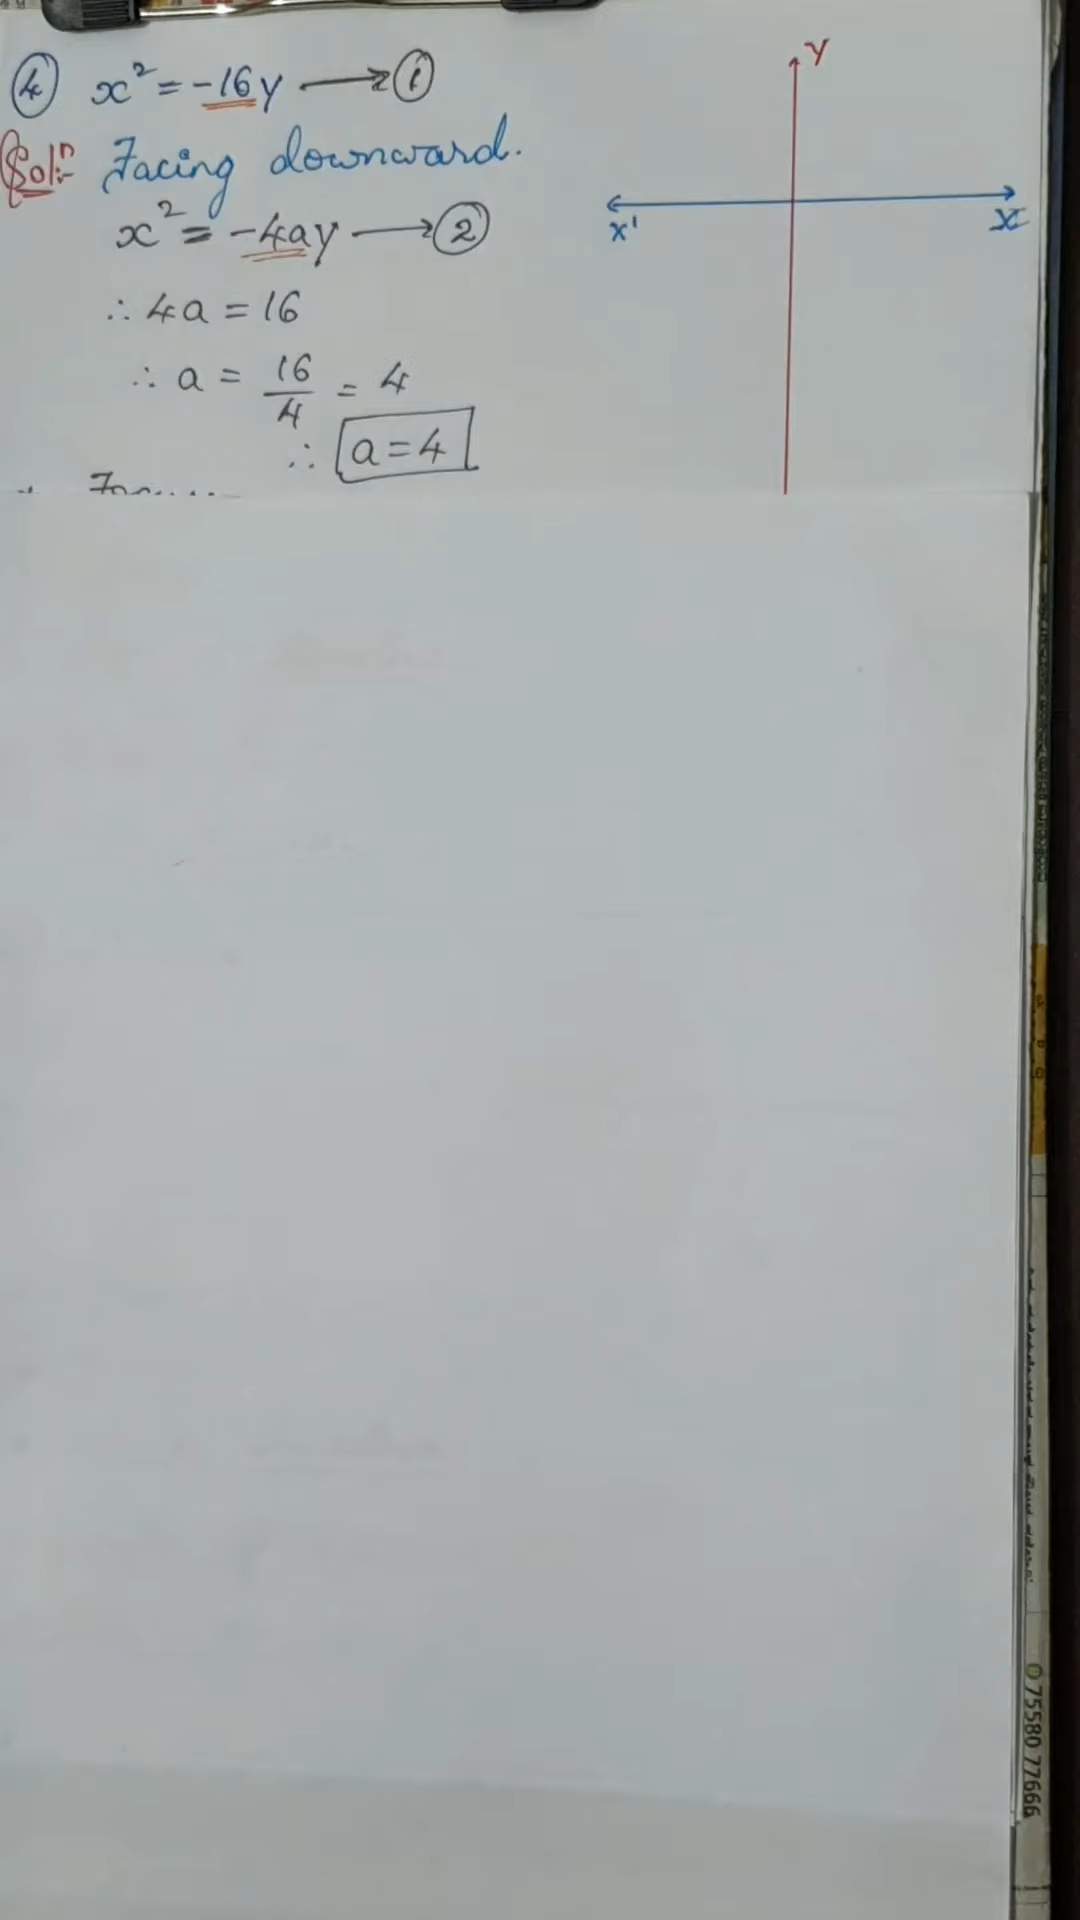 ④ x² = -16y ⟶ ①
Solⁿ:- Facing downward.
x² = -4ay ⟶ ②
∴ 4a = 16
∴ a = 16/4 = 4
∴ a = 4
Y
X' X
75580 77666